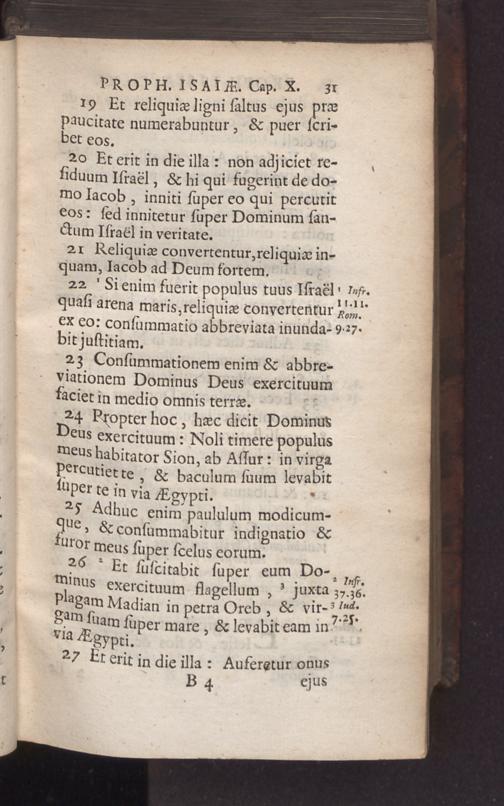 PROPH. ISAIÆ. Cap. X. 31
19 Et reliquiæ ligni ſaltus ejus præ
paucitate numerabuntur, & puer ſcri-
bet eos.
20 Et erit in die illa : non adjiciet re-
ſiduum Iſraël, & hi qui fugerint de do-
mo Iacob, inniti ſuper eo qui percutit
eos : ſed innitetur ſuper Dominum ſan-
ctum Iſraël in veritate.
21 Reliquiæ convertentur, reliquiæ in-
quam, Iacob ad Deum fortem.
22 ¹ Si enim fuerit populus tuus Iſraël ¹ Infr.
quaſi arena maris, reliquiæ convertentur 11.11. Rom.
ex eo: conſummatio abbreviata inunda- 9.27.
bit juſtitiam.
23 Conſummationem enim & abbre-
viationem Dominus Deus exercituum
faciet in medio omnis terræ.
24 Propter hoc, hæc dicit Dominus
Deus exercituum : Noli timere populus
meus habitator Sion, ab Aſſur : in virga
percutiet te, & baculum ſuum levabit
ſuper te in via Ægypti.
25 Adhuc enim paululum modicum-
que, & conſummabitur indignatio &
furor meus ſuper ſcelus eorum.
26 ² Et ſuſcitabit ſuper eum Do-
minus exercituum flagellum, ³ juxta ² Infr. 37.36.
plagam Madian in petra Oreb, & vir- ³ Iud.
gam ſuam ſuper mare, & levabit eam in 7.25.
via Ægypti.
27 Et erit in die illa : Auferetur onus
B 4 ejus